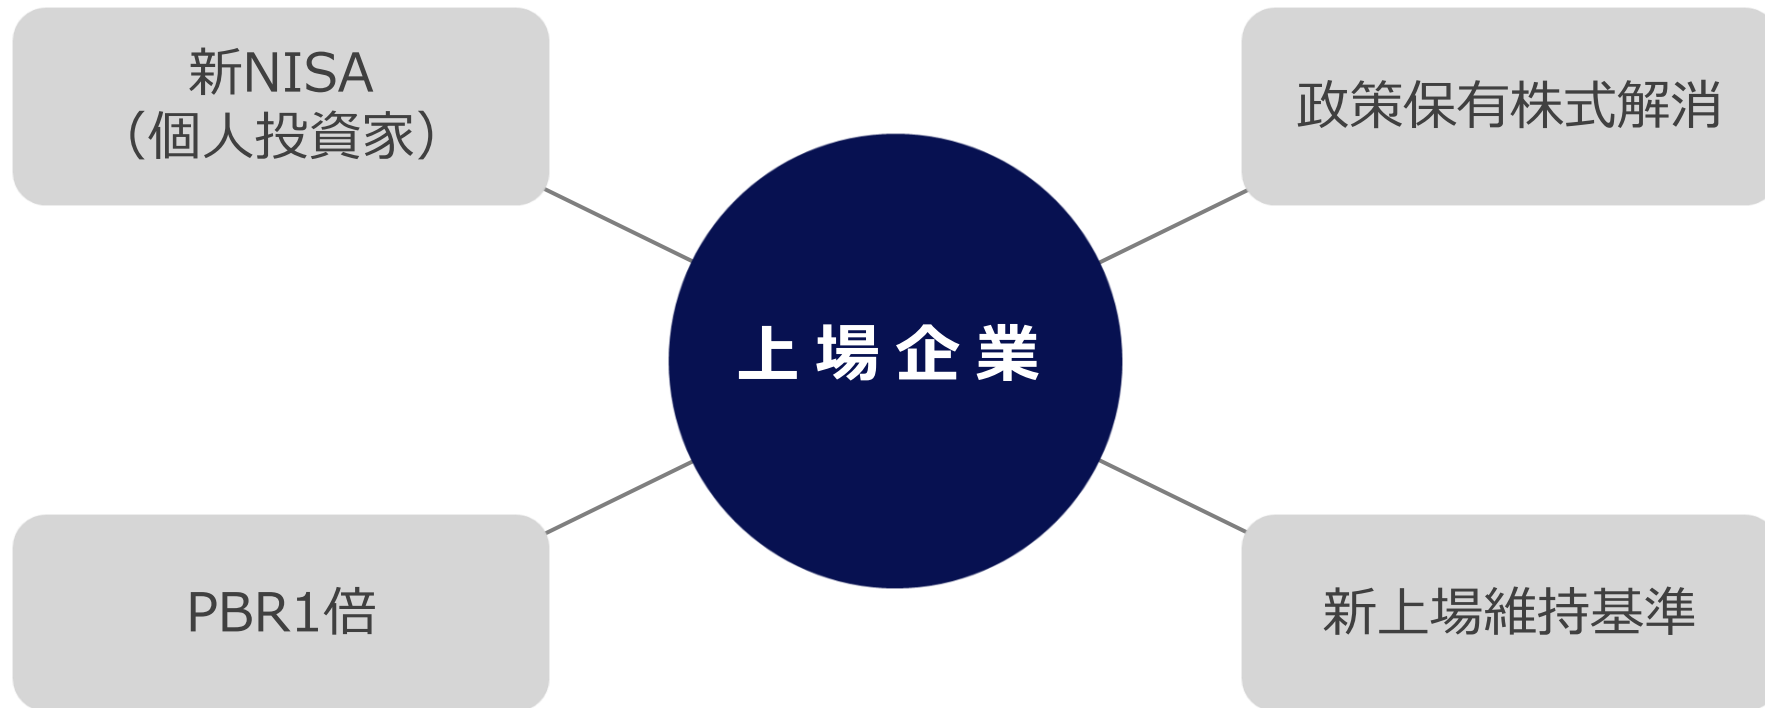 新NISA
（個人投資家）
政策保有株式解消
上場企業
PBR1倍
新上場維持基準